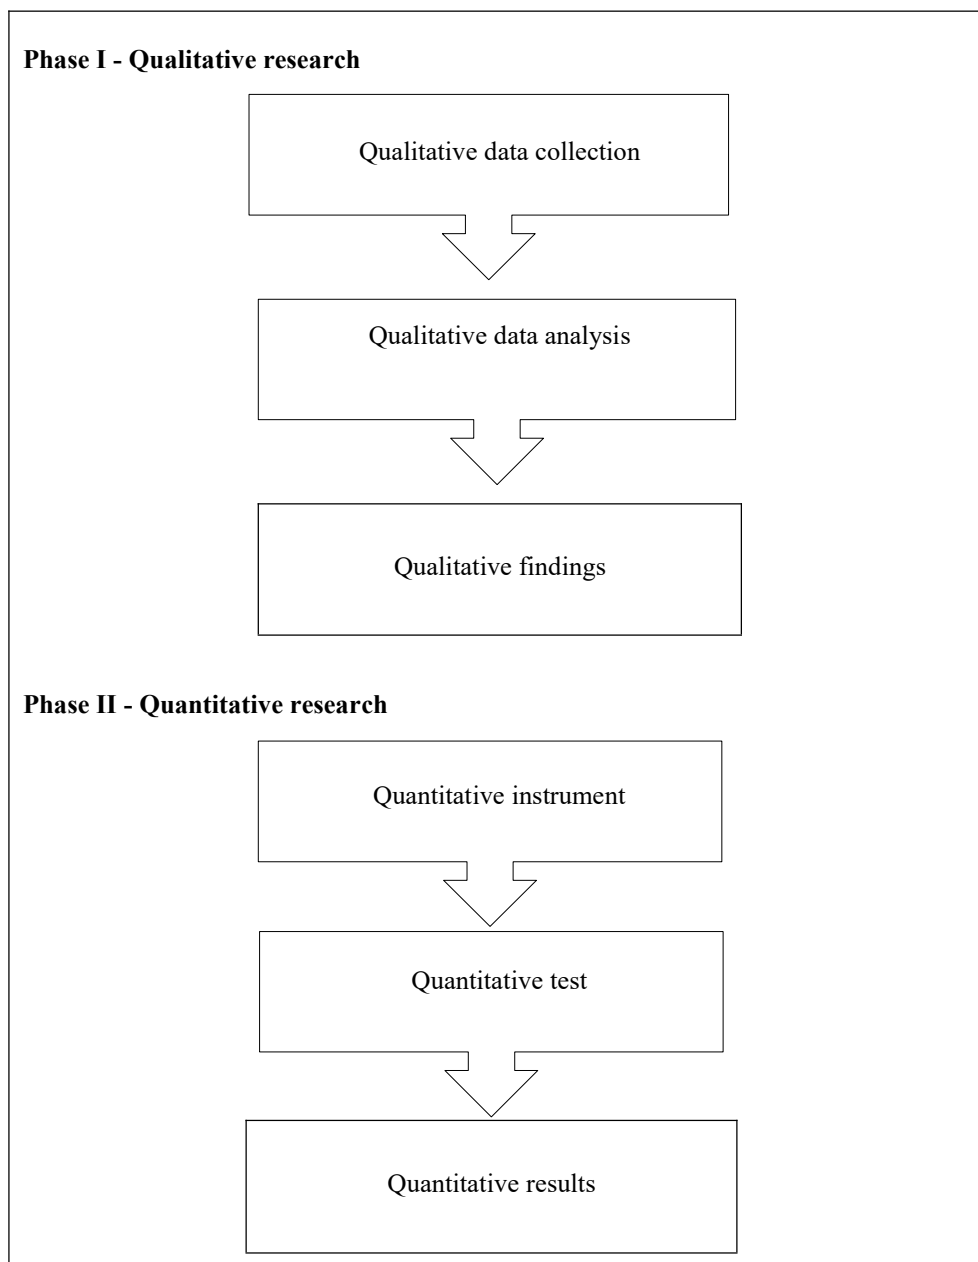 Phase I - Qualitative research
Qualitative data collection
Qualitative data analysis
Qualitative findings
Phase II - Quantitative research
Quantitative instrument
Quantitative test
Quantitative results